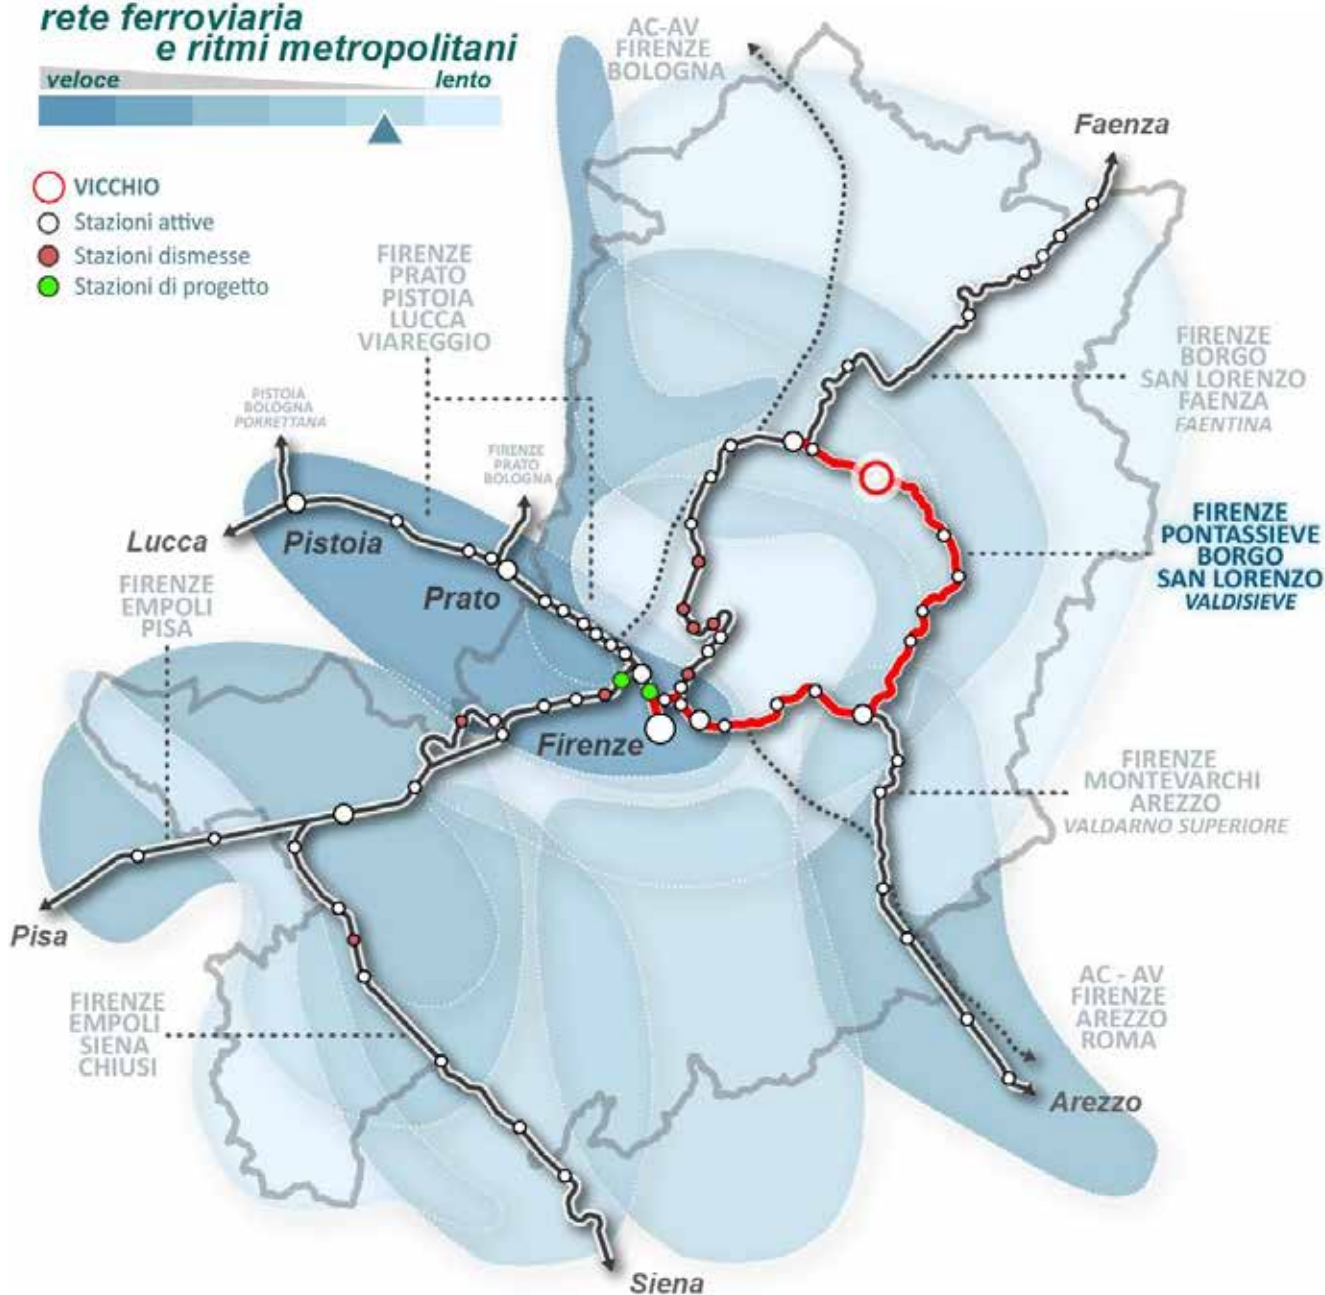 rete ferroviaria
e ritmi metropolitani
veloce
lento
VICCHIO
Stazioni attive
Stazioni dismesse
Stazioni di progetto
AC-AV
FIRENZE
BOLOGNA
Faenza
FIRENZE
PRATO
PISTOIA
LUCCA
VIAREGGIO
FIRENZE
BORGO
SAN LORENZO
FAENZA
FAENTINA
PISTOIA
BOLOGNA
PORRETTANA
FIRENZE
PRATO
BOLOGNA
Lucca
Pistoia
Prato
FIRENZE
PONTASSIEVE
BORGO
SAN LORENZO
VALDISIEVE
FIRENZE
EMPOLI
PISA
Firenze
FIRENZE
MONTEVARCHI
AREZZO
VALDARNO SUPERIORE
Pisa
FIRENZE
EMPOLI
SIENA
CHIUSI
AC - AV
FIRENZE
AREZZO
ROMA
Arezzo
Siena